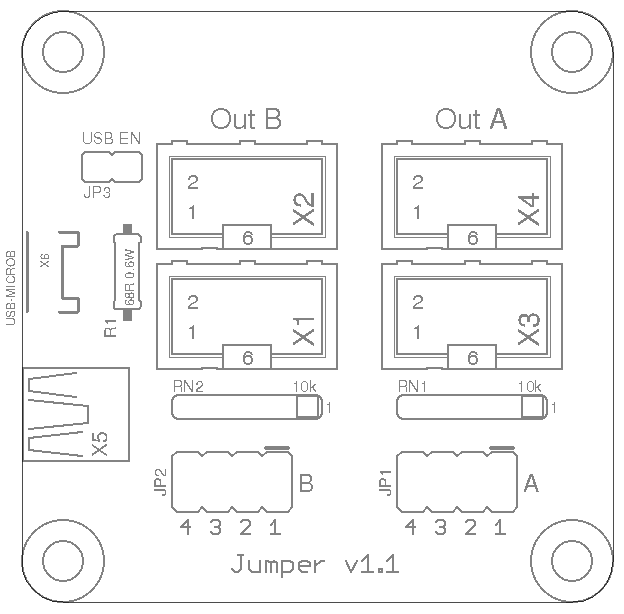 Out B
Out A
USB EN
JP3
2
1
6
X2
2
1
6
X4
USB-MICROB
X6
68R 0.6W
R1
2
1
6
X1
2
1
6
X3
X5
RN2
10k
1
RN1
10k
1
JP2
B
4 3 2 1
JP1
A
4 3 2 1
Jumper v1.1